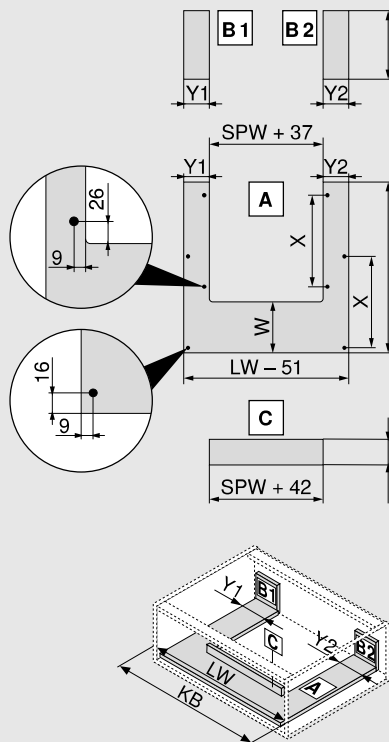 B1
B2
Y1
Y2
SPW + 37
Y1
Y2
A
26
9
X
X
W
16
9
LW – 51
C
SPW + 42
Y1
B1
C
Y2
B2
LW
A
KB